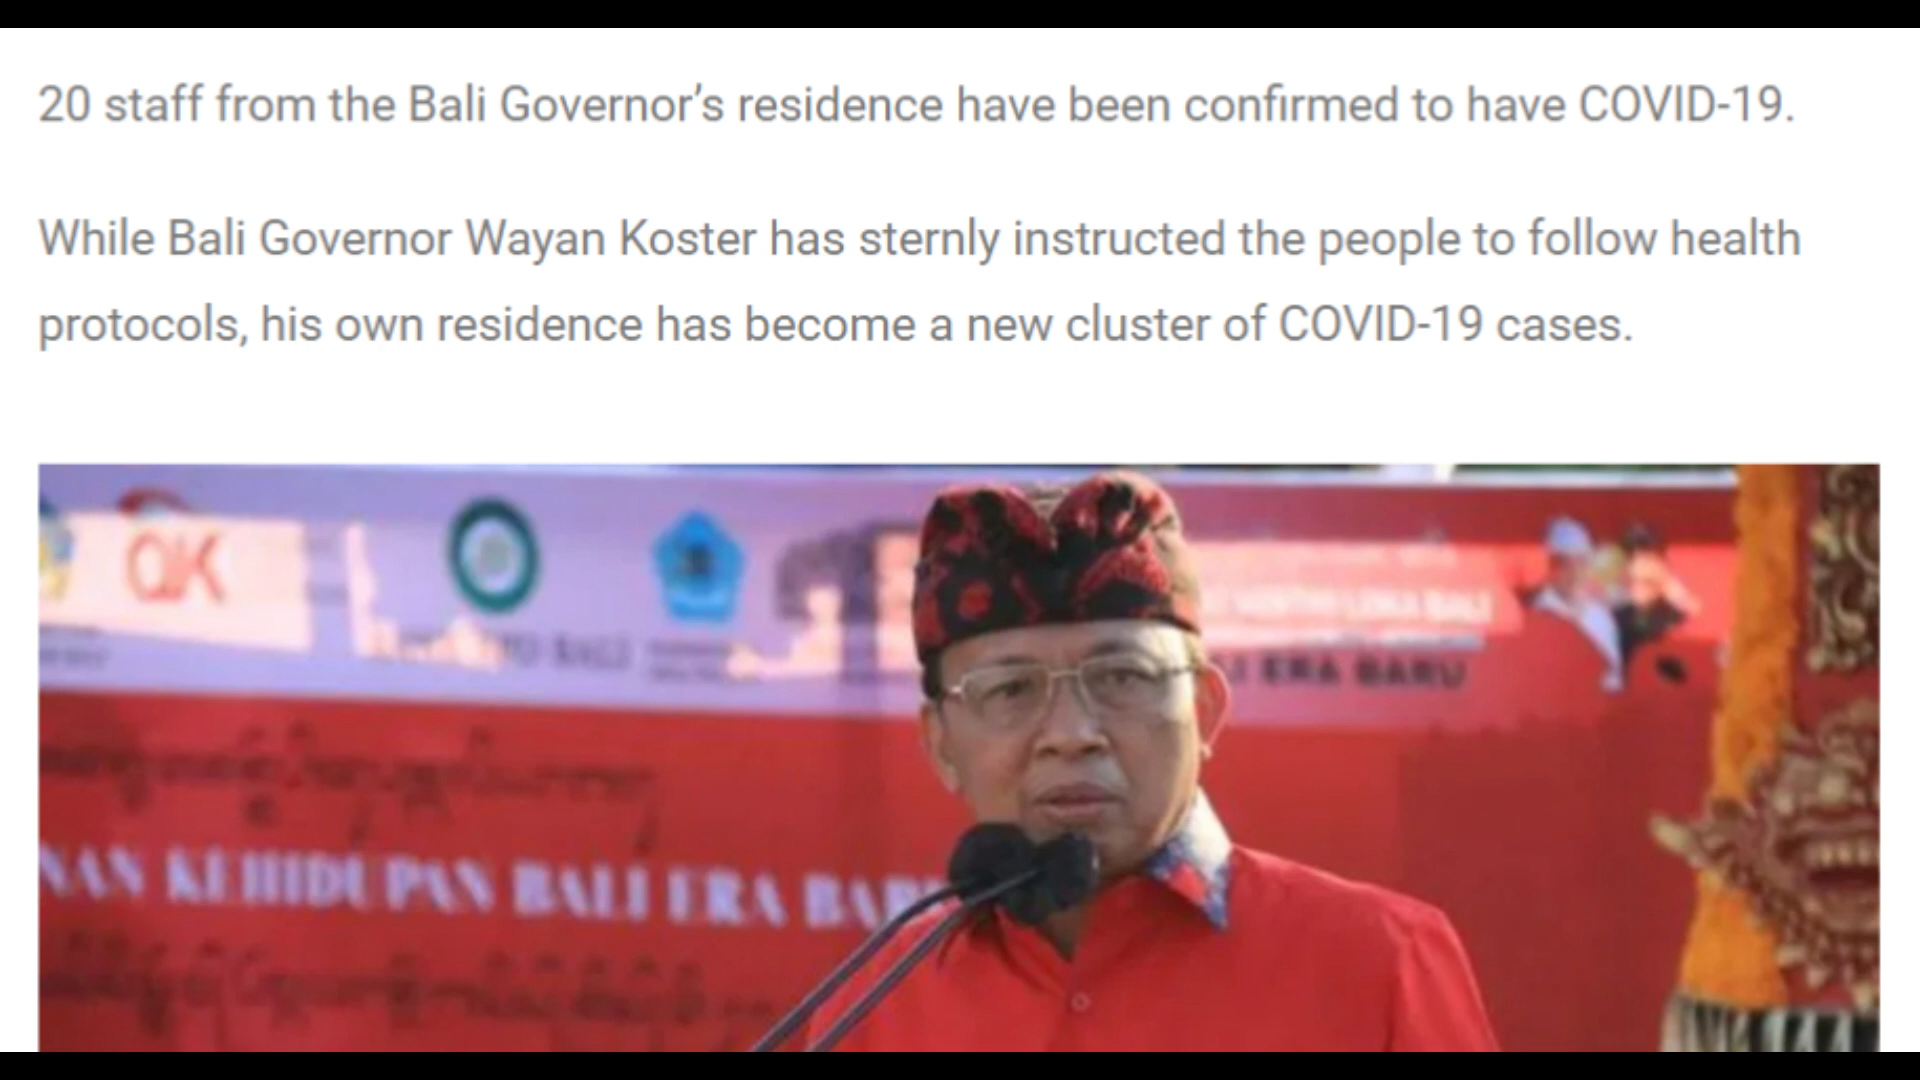 20 staff from the Bali Governor’s residence have been confirmed to have COVID-19.
While Bali Governor Wayan Koster has sternly instructed the people to follow health
protocols, his own residence has become a new cluster of COVID-19 cases.
BALI
ERA BARU
KEHIDUPAN BALI ERA